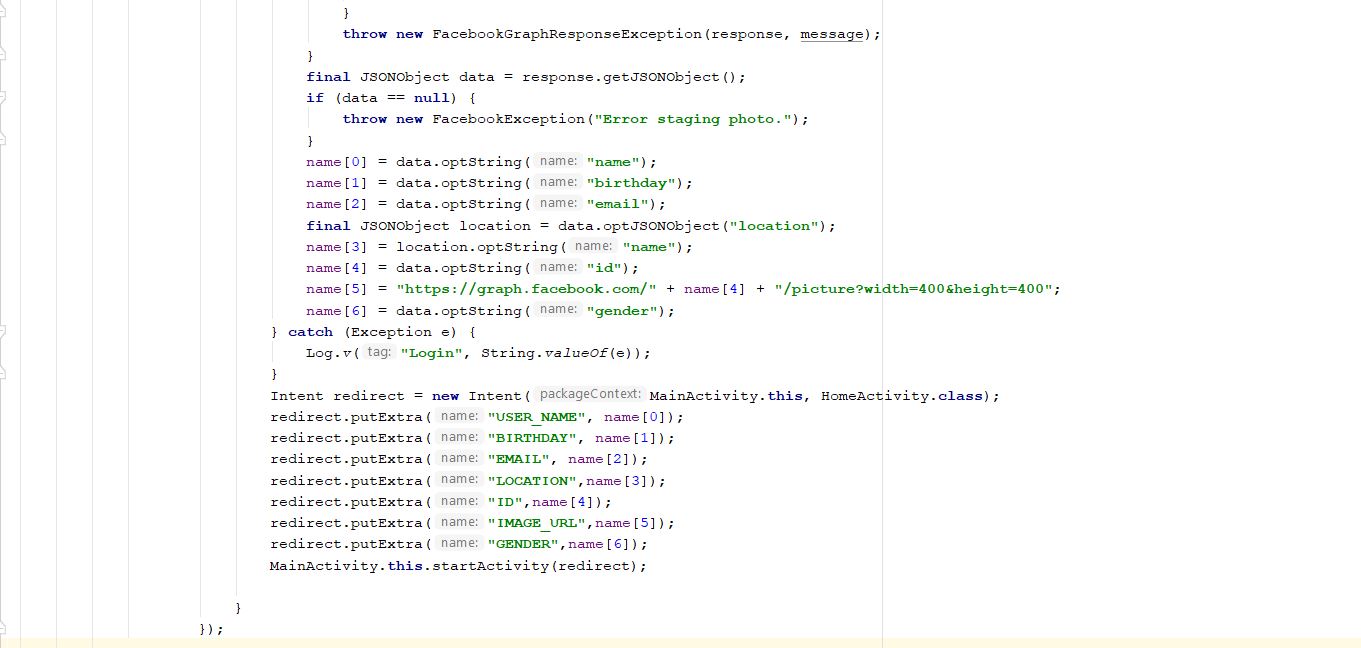 }
throw new FacebookGraphResponseException(response, message);
}
final JSONObject data = response.getJSONObject();
if (data == null) {
throw new FacebookException("Error staging photo.");
}
name[0] = data.optString( name: "name");
name[1] = data.optString( name: "birthday");
name[2] = data.optString( name: "email");
final JSONObject location = data.optJSONObject("location");
name[3] = location.optString( name: "name");
name[4] = data.optString( name: "id");
name[5] = "https://graph.facebook.com/" + name[4] + "/picture?width=400&height=400";
name[6] = data.optString( name: "gender");
} catch (Exception e) {
Log.v( tag: "Login", String.valueOf(e));
}
Intent redirect = new Intent( packageContext: MainActivity.this, HomeActivity.class);
redirect.putExtra( name: "USER_NAME", name[0]);
redirect.putExtra( name: "BIRTHDAY", name[1]);
redirect.putExtra( name: "EMAIL", name[2]);
redirect.putExtra( name: "LOCATION",name[3]);
redirect.putExtra( name: "ID",name[4]);
redirect.putExtra( name: "IMAGE_URL",name[5]);
redirect.putExtra( name: "GENDER",name[6]);
MainActivity.this.startActivity(redirect);
}
});